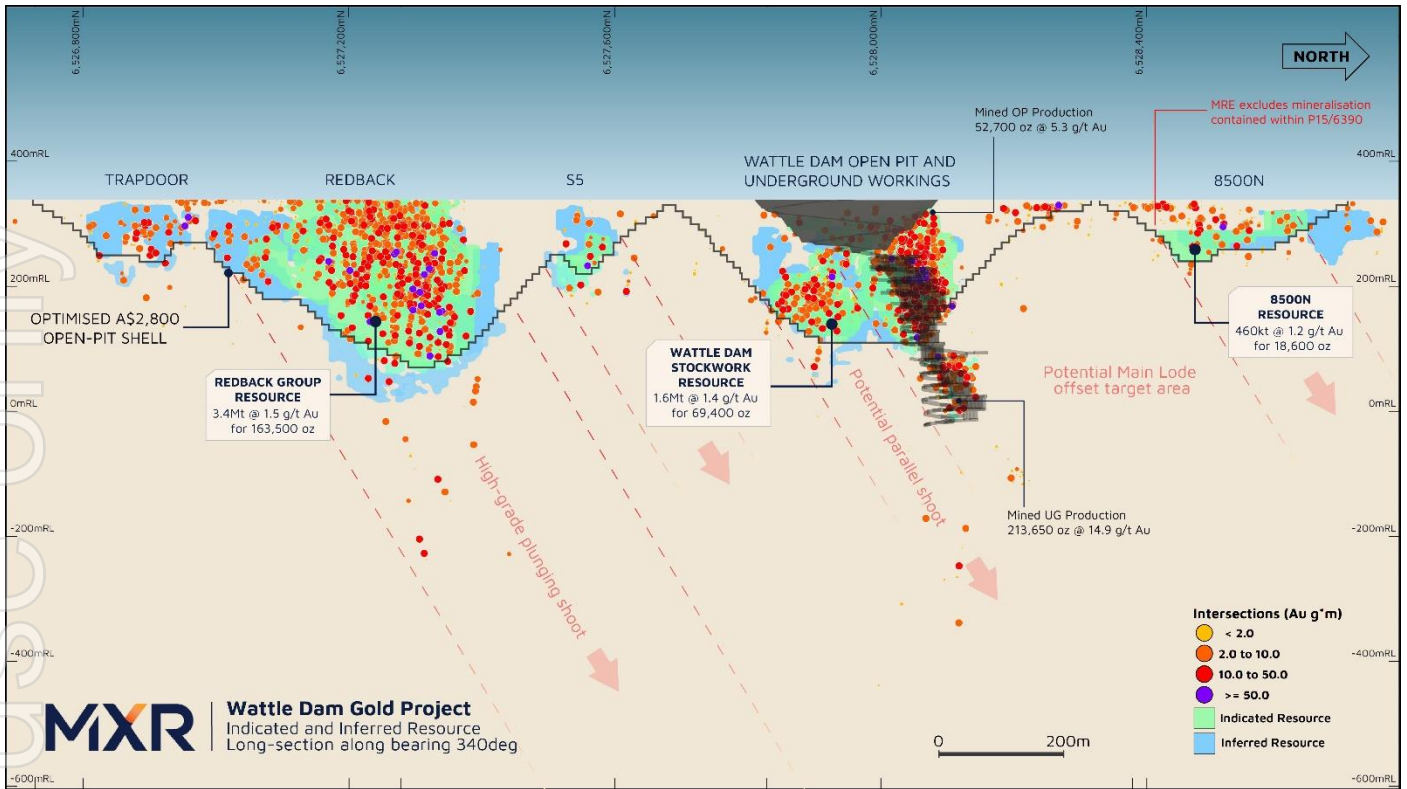 6,526,800mN
6,527,200mN
6,527,600mN
6,528,000mN
6,528,400mN
NORTH
MRE excludes mineralisation
contained within P15/6390
Mined OP Production
52,700 oz @ 5.3 g/t Au
400mRL
400mRL
TRAPDOOR
REDBACK
S5
WATTLE DAM OPEN PIT AND
UNDERGROUND WORKINGS
8500N
200mRL
200mRL
OPTIMISED A$2,800
OPEN-PIT SHELL
8500N
RESOURCE
460kt @ 1.2 g/t Au
for 18,600 oz
REDBACK GROUP
RESOURCE
3.4Mt @ 1.5 g/t Au
for 163,500 oz
WATTLE DAM
STOCKWORK
RESOURCE
1.6Mt @ 1.4 g/t Au
for 69,400 oz
Potential Main Lode
offset target area
0mRL
0mRL
High-grade plunging shoot
Potential parallel shoot
Mined UG Production
213,650 oz @ 14.9 g/t Au
-200mRL
-200mRL
Intersections (Au g*m)
< 2.0
2.0 to 10.0
10.0 to 50.0
>= 50.0
Indicated Resource
Inferred Resource
-400mRL
-400mRL
MXR
Wattle Dam Gold Project
Indicated and Inferred Resource
Long-section along bearing 340deg
0 200m
-600mRL
-600mRL